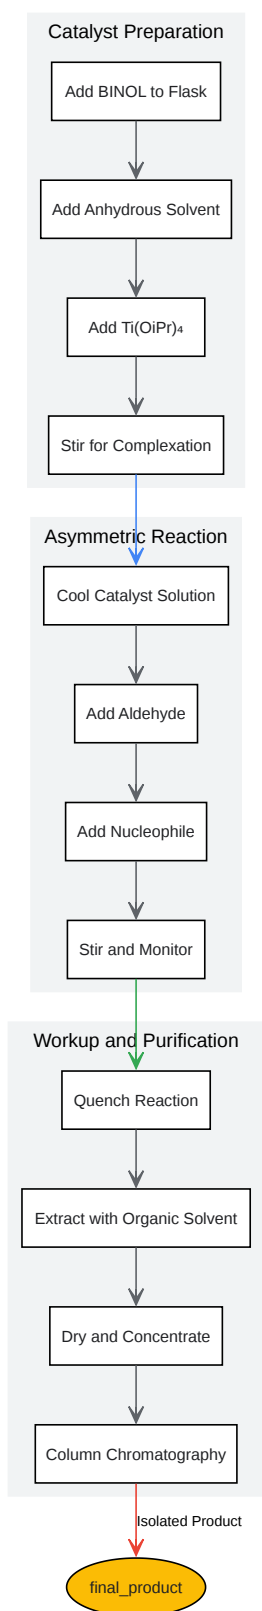 Catalyst Preparation
Add BINOL to Flask
Add Anhydrous Solvent
Add Ti(OiPr)₄
Stir for Complexation
Asymmetric Reaction
Cool Catalyst Solution
Add Aldehyde
Add Nucleophile
Stir and Monitor
Workup and Purification
Quench Reaction
Extract with Organic Solvent
Dry and Concentrate
Column Chromatography
Isolated Product
final_product